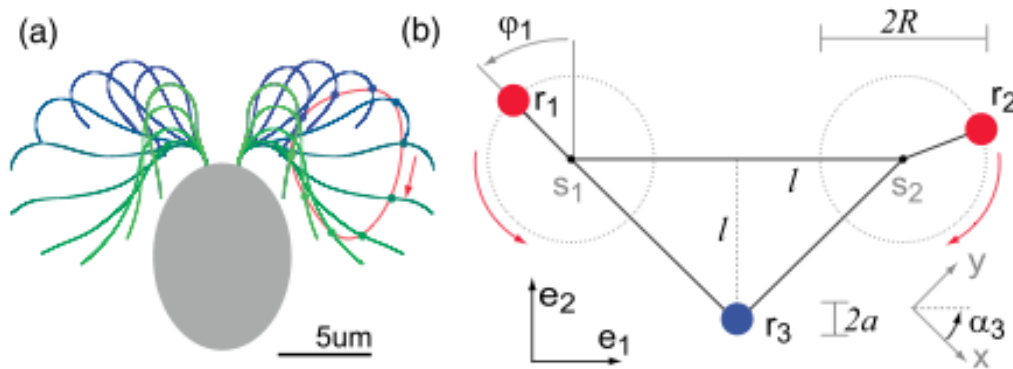 (a)
5um
(b)
φ₁
2R
r₁
r₂
s₁
l
s₂
l
e₂
r₃
2a
y
α₃
e₁
x